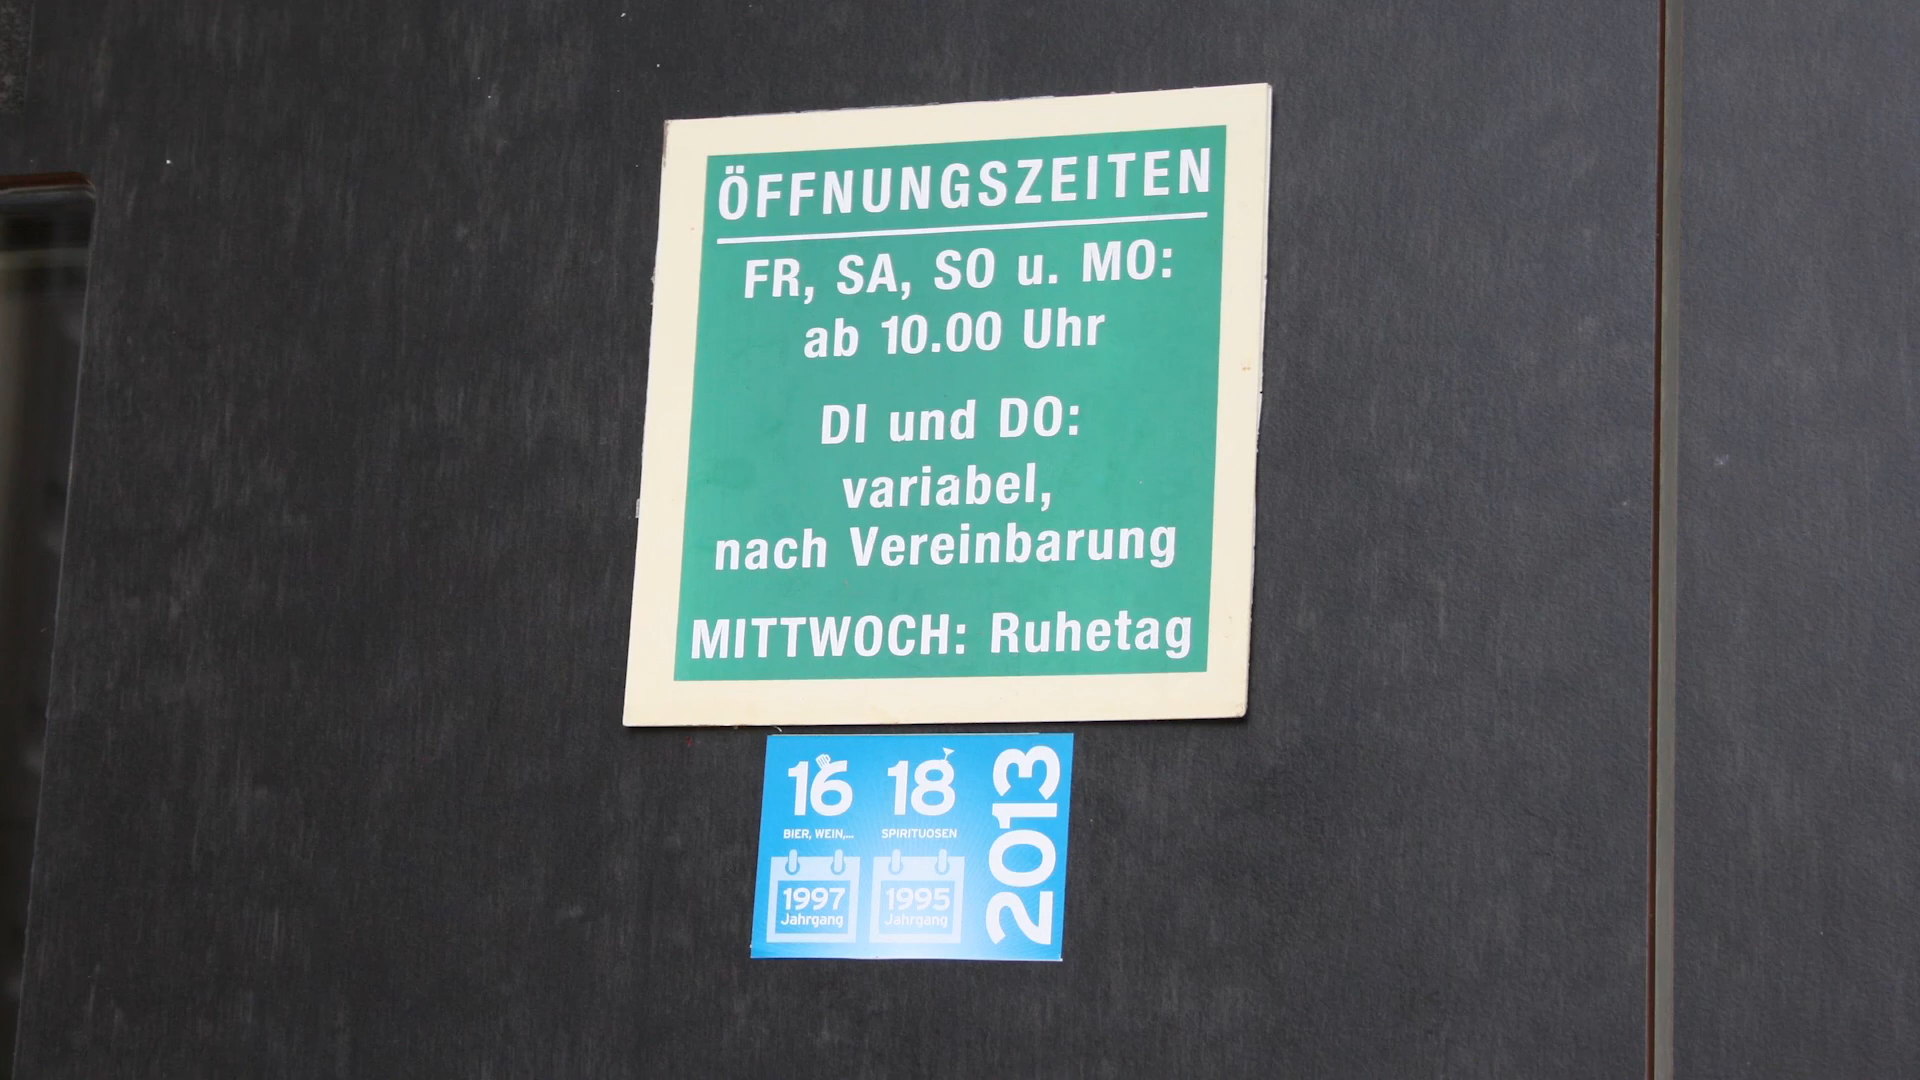 ÖFFNUNGSZEITEN
FR, SA, SO u. MO:
ab 10.00 Uhr
DI und DO:
variabel,
nach Vereinbarung
MITTWOCH: Ruhetag
16 18
BIER, WEIN,... SPIRITUOSEN
1997 1995
Jahrgang Jahrgang
2013